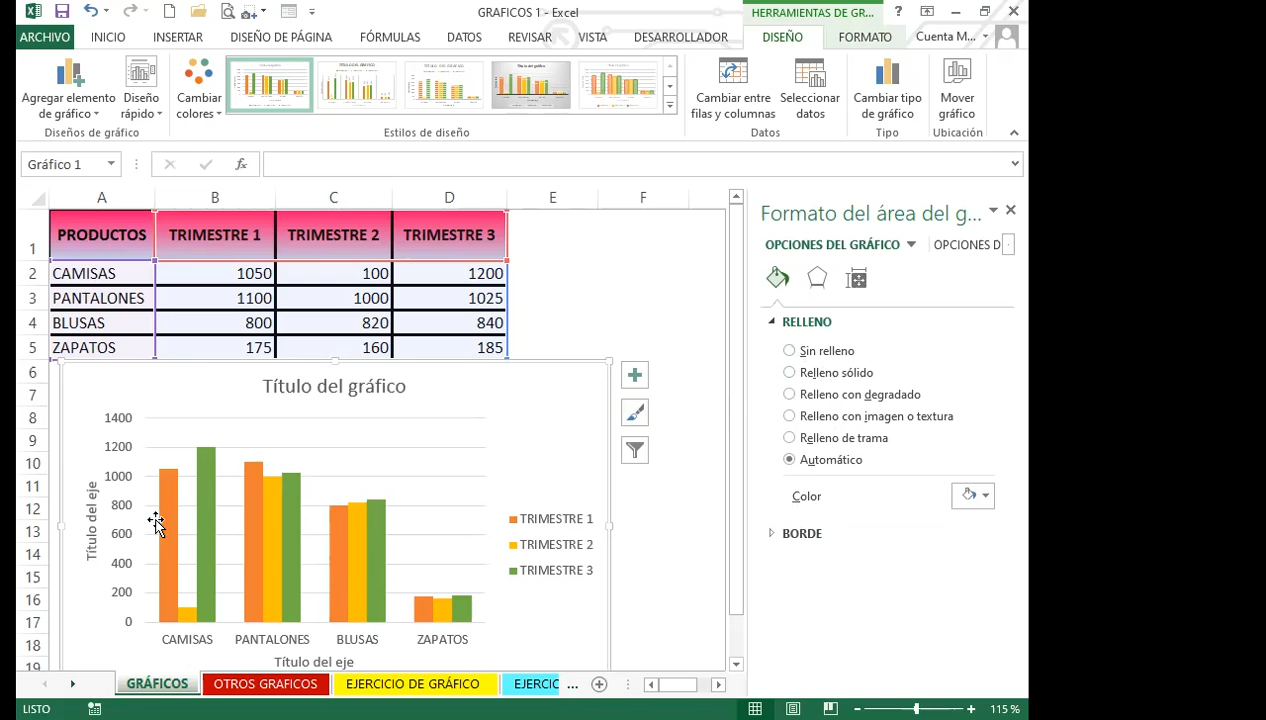 GRAFICOS 1 - Excel
HERRAMIENTAS DE GR...
ARCHIVO INICIO INSERTAR DISEÑO DE PÁGINA FÓRMULAS DATOS REVISAR VISTA DESARROLLADOR DISEÑO FORMATO Cuenta M...
Agregar elemento de gráfico
Diseño rápido
Cambiar colores
Cambiar entre filas y columnas
Seleccionar datos
Cambiar tipo de gráfico
Mover gráfico
Diseños de gráfico Estilos de diseño Datos Tipo Ubicación
Gráfico 1 fx
A B C D E F
1 PRODUCTOS TRIMESTRE 1 TRIMESTRE 2 TRIMESTRE 3
2 CAMISAS 1050 100 1200
3 PANTALONES 1100 1000 1025
4 BLUSAS 800 820 840
5 ZAPATOS 175 160 185
6
7
8
9
10
11
12
13
14
15
16
17
18
19
Título del gráfico
1400
1200
1000
800
600
400
200
0
Título del eje
CAMISAS PANTALONES BLUSAS ZAPATOS
Título del eje
TRIMESTRE 1
TRIMESTRE 2
TRIMESTRE 3
Formato del área del g...
OPCIONES DEL GRÁFICO OPCIONES D
RELLENO
Sin relleno
Relleno sólido
Relleno con degradado
Relleno con imagen o textura
Relleno de trama
Automático
Color
BORDE
GRÁFICOS OTROS GRAFICOS EJERCICIO DE GRÁFICO EJERCIC ...
LISTO 115 %